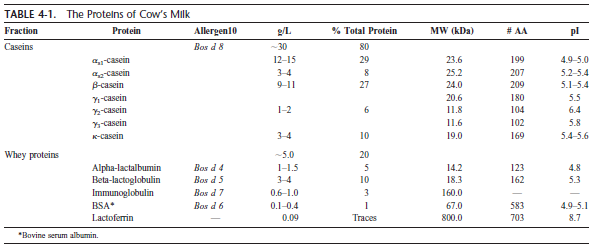 TABLE 4-1. The Proteins of Cow's Milk
Fraction Protein Allergen10 g/L % Total Protein MW (kDa) # AA pI
Caseins Bos d 8 ~30 80
αs1-casein 12–15 29 23.6 199 4.9–5.0
αs2-casein 3–4 8 25.2 207 5.2–5.4
β-casein 9–11 27 24.0 209 5.1–5.4
γ1-casein 20.6 180 5.5
γ2-casein 1–2 6 11.8 104 6.4
γ3-casein 11.6 102 5.8
κ-casein 3–4 10 19.0 169 5.4–5.6
Whey proteins ~5.0 20
Alpha-lactalbumin Bos d 4 1–1.5 5 14.2 123 4.8
Beta-lactoglobulin Bos d 5 3–4 10 18.3 162 5.3
Immunoglobulin Bos d 7 0.6–1.0 3 160.0 — —
BSA* Bos d 6 0.1–0.4 1 67.0 583 4.9–5.1
Lactoferrin — 0.09 Traces 800.0 703 8.7
*Bovine serum albumin.